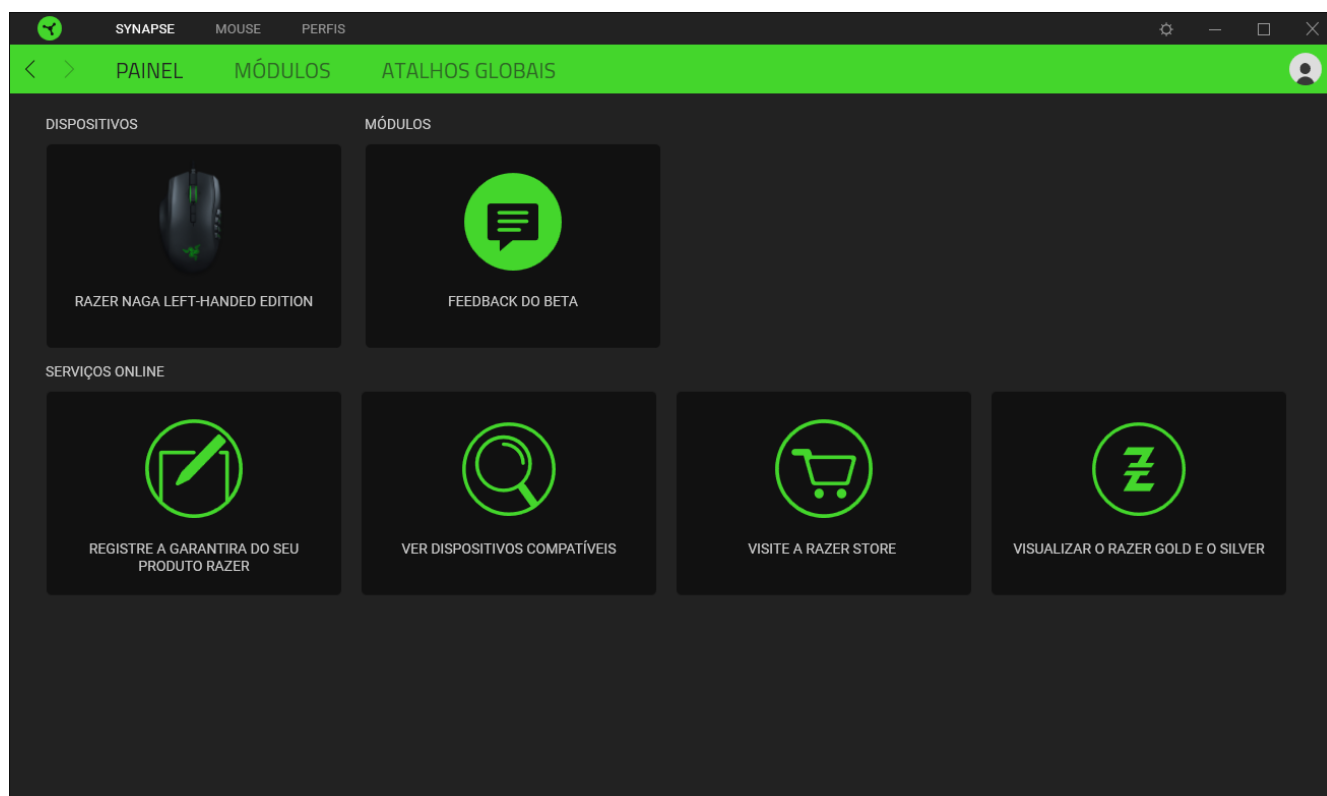 SYNAPSE MOUSE PERFIS
PAINEL MÓDULOS ATALHOS GLOBAIS
DISPOSITIVOS MÓDULOS
RAZER NAGA LEFT-HANDED EDITION FEEDBACK DO BETA
SERVIÇOS ONLINE
REGISTRE A GARANTIRA DO SEU
PRODUTO RAZER
VER DISPOSITIVOS COMPATÍVEIS
VISITE A RAZER STORE
VISUALIZAR O RAZER GOLD E O SILVER